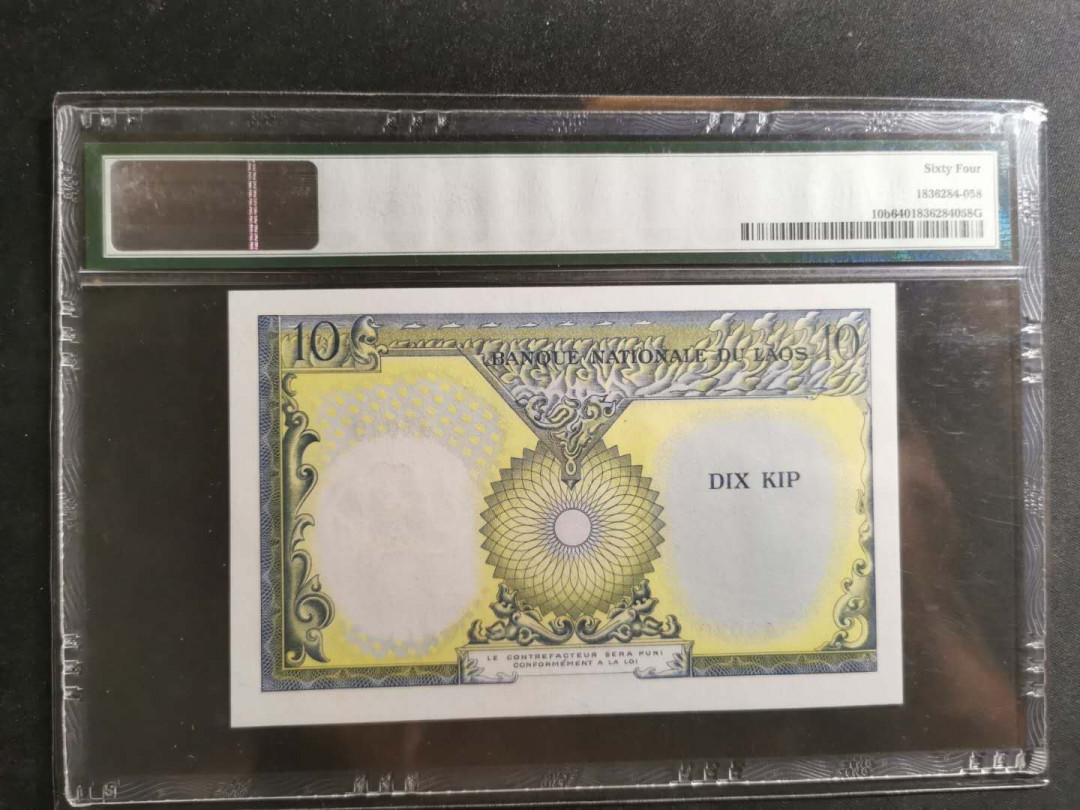 Sixty Four
1836284-058
10b6401836284058G
10
BANQUE NATIONALE DU LAOS
10
DIX KIP
LE CONTREFACTEUR SERA PUNI
CONFORMÉMENT A LA LOI